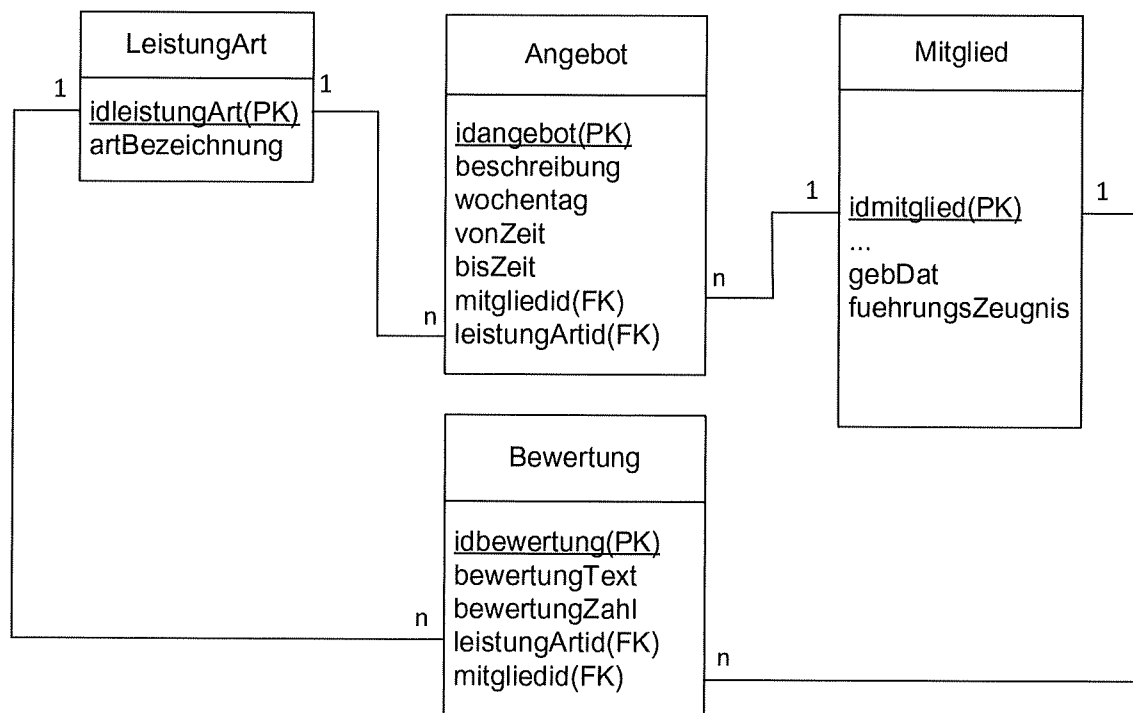 LeistungArt
1
1
idleistungArt(PK)
artBezeichnung
Angebot
idangebot(PK)
beschreibung
wochentag
vonZeit
bisZeit
mitgliedid(FK)
leistungArtid(FK)
n
n
Mitglied
1
1
idmitglied(PK)
...
gebDat
fuehrungsZeugnis
Bewertung
idbewertung(PK)
bewertungText
bewertungZahl
leistungArtid(FK)
mitgliedid(FK)
n
n